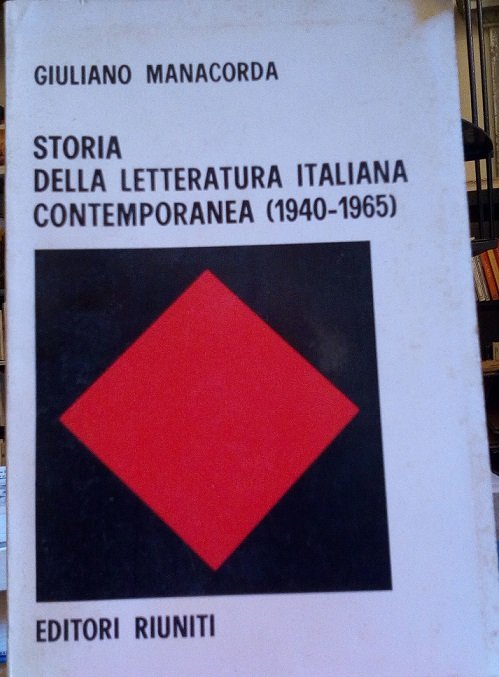 GIULIANO MANACORDA
STORIA
DELLA LETTERATURA ITALIANA
CONTEMPORANEA (1940-1965)
EDITORI RIUNITI